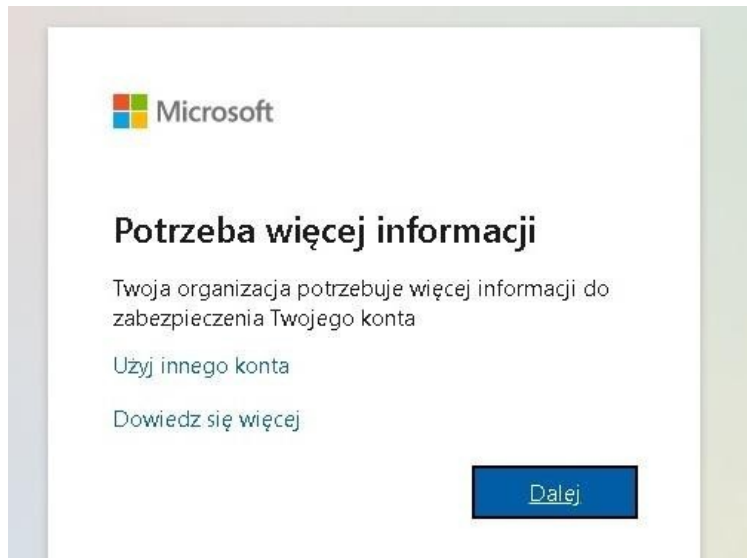 Microsoft
Potrzeba więcej informacji
Twoja organizacja potrzebuje więcej informacji do
zabezpieczenia Twojego konta
Użyj innego konta
Dowiedz się więcej
Dalej